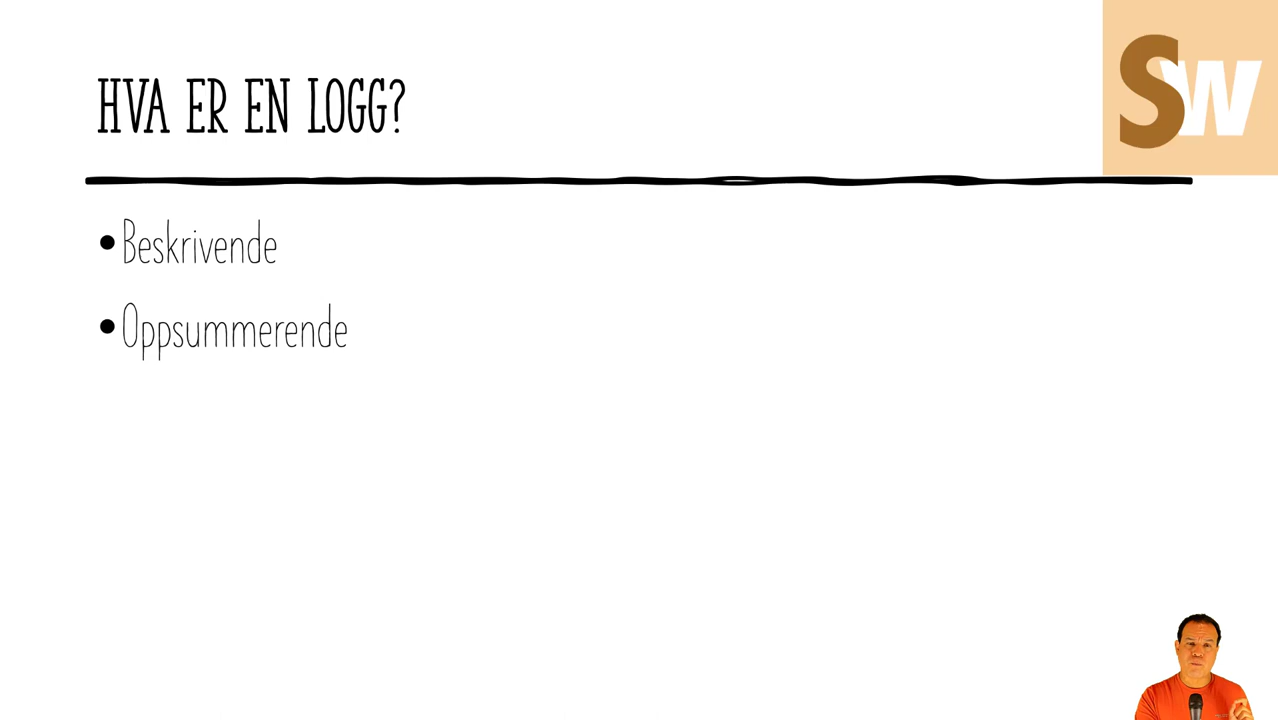 SW
HVA ER EN LOGG?
• Beskrivende
• Oppsummerende